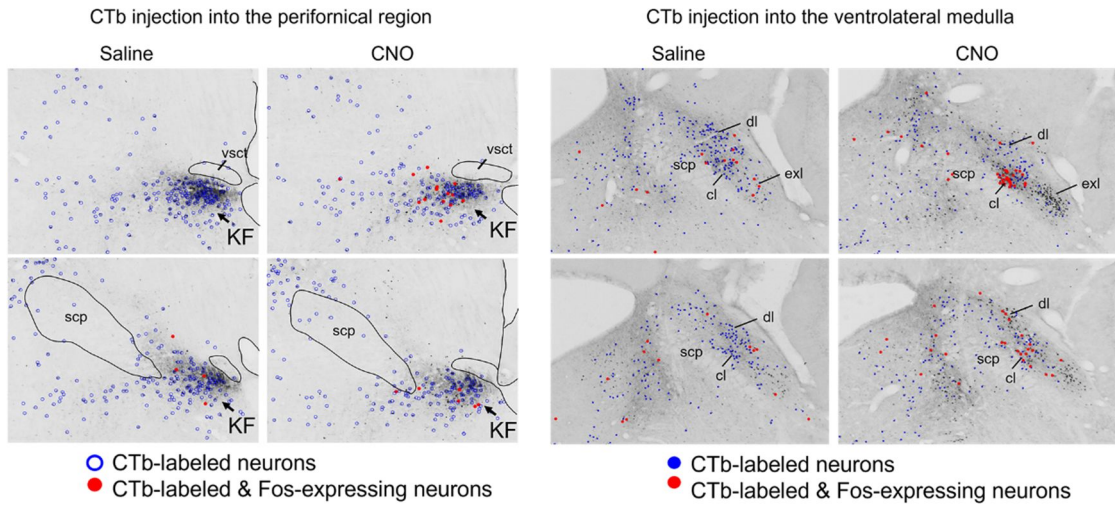 CTb injection into the perifornical region
CTb injection into the ventrolateral medulla
Saline
CNO
Saline
CNO
vsct
KF
vsct
KF
dl
scp
cl
exl
dl
scp
cl
exl
scp
KF
scp
KF
dl
scp
cl
dl
scp
cl
CTb-labeled neurons
CTb-labeled & Fos-expressing neurons
CTb-labeled neurons
CTb-labeled & Fos-expressing neurons